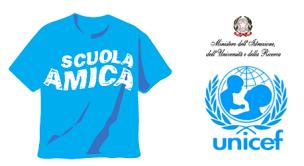 SCUOLA
AMICA
Ministero dell'Istruzione,
dell'Università e della Ricerca
unicef